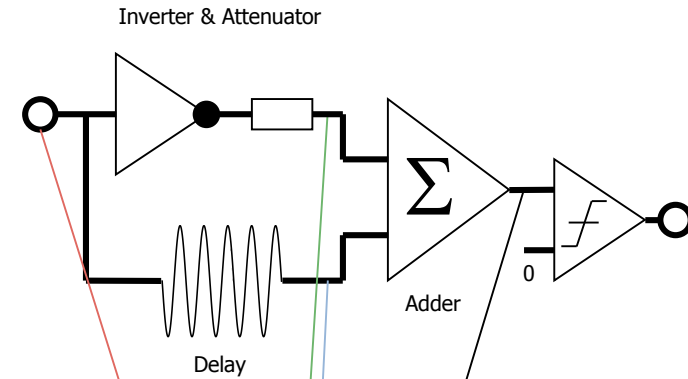 Inverter & Attenuator
Σ
0
Adder
Delay